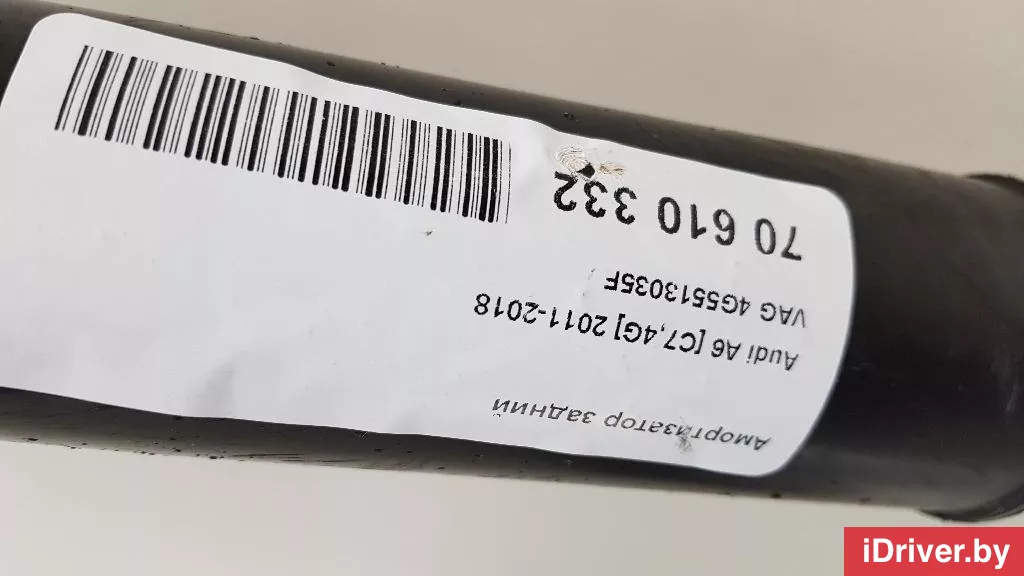 Амортизатор задний
Audi A6 [C7,4G] 2011-2018
VAG 4G5513035F
70 610 332
iDriver.by